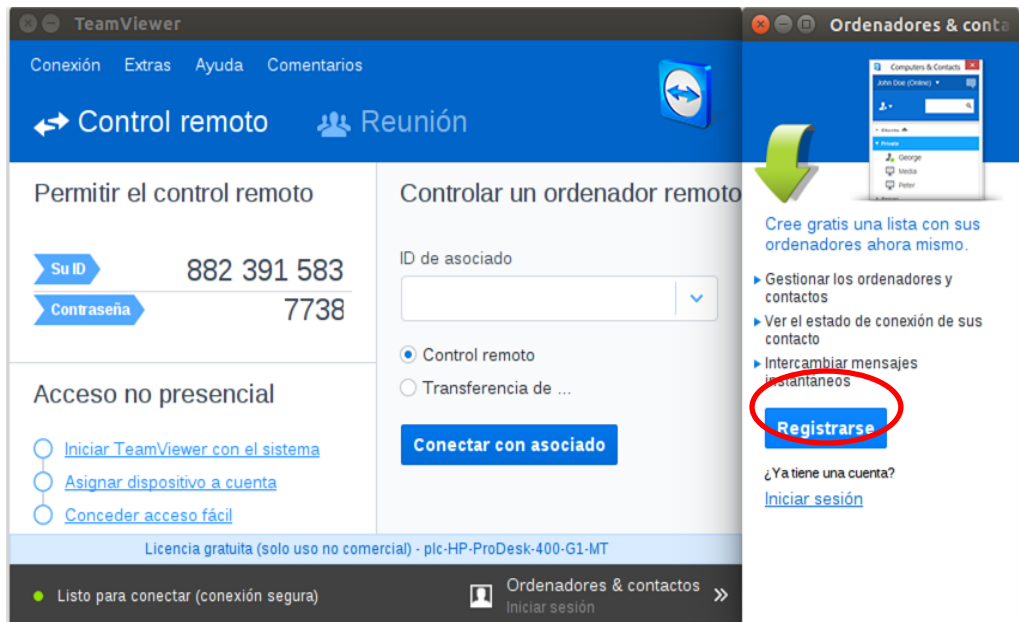 TeamViewer
Conexión Extras Ayuda Comentarios
Control remoto Reunión
Permitir el control remoto
Su ID 882 391 583
Contraseña 7738
Acceso no presencial
Iniciar TeamViewer con el sistema
Asignar dispositivo a cuenta
Conceder acceso fácil
Controlar un ordenador remoto
ID de asociado
Control remoto
Transferencia de ...
Conectar con asociado
Licencia gratuita (solo uso no comercial) - plc-HP-ProDesk-400-G1-MT
Listo para conectar (conexión segura)
Ordenadores & contactos
Iniciar sesión
Ordenadores & conta
Computers & Contacts
John Doe (Online)
Private
George
Media
Peter
Cree gratis una lista con sus
ordenadores ahora mismo.
Gestionar los ordenadores y
contactos
Ver el estado de conexión de sus
contacto
Intercambiar mensajes
instantáneos
Registrarse
¿Ya tiene una cuenta?
Iniciar sesión